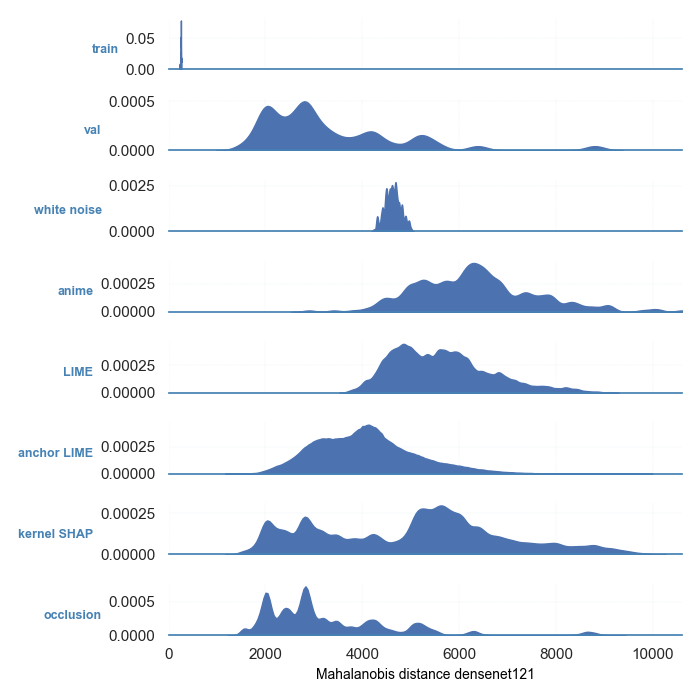 train
0.05
0.00
val
0.0005
0.0000
white noise
0.0025
0.0000
anime
0.00025
0.00000
LIME
0.00025
0.00000
anchor LIME
0.00025
0.00000
kernel SHAP
0.00025
0.00000
occlusion
0.0005
0.0000
0 2000 4000 6000 8000 10000
Mahalanobis distance densenet121